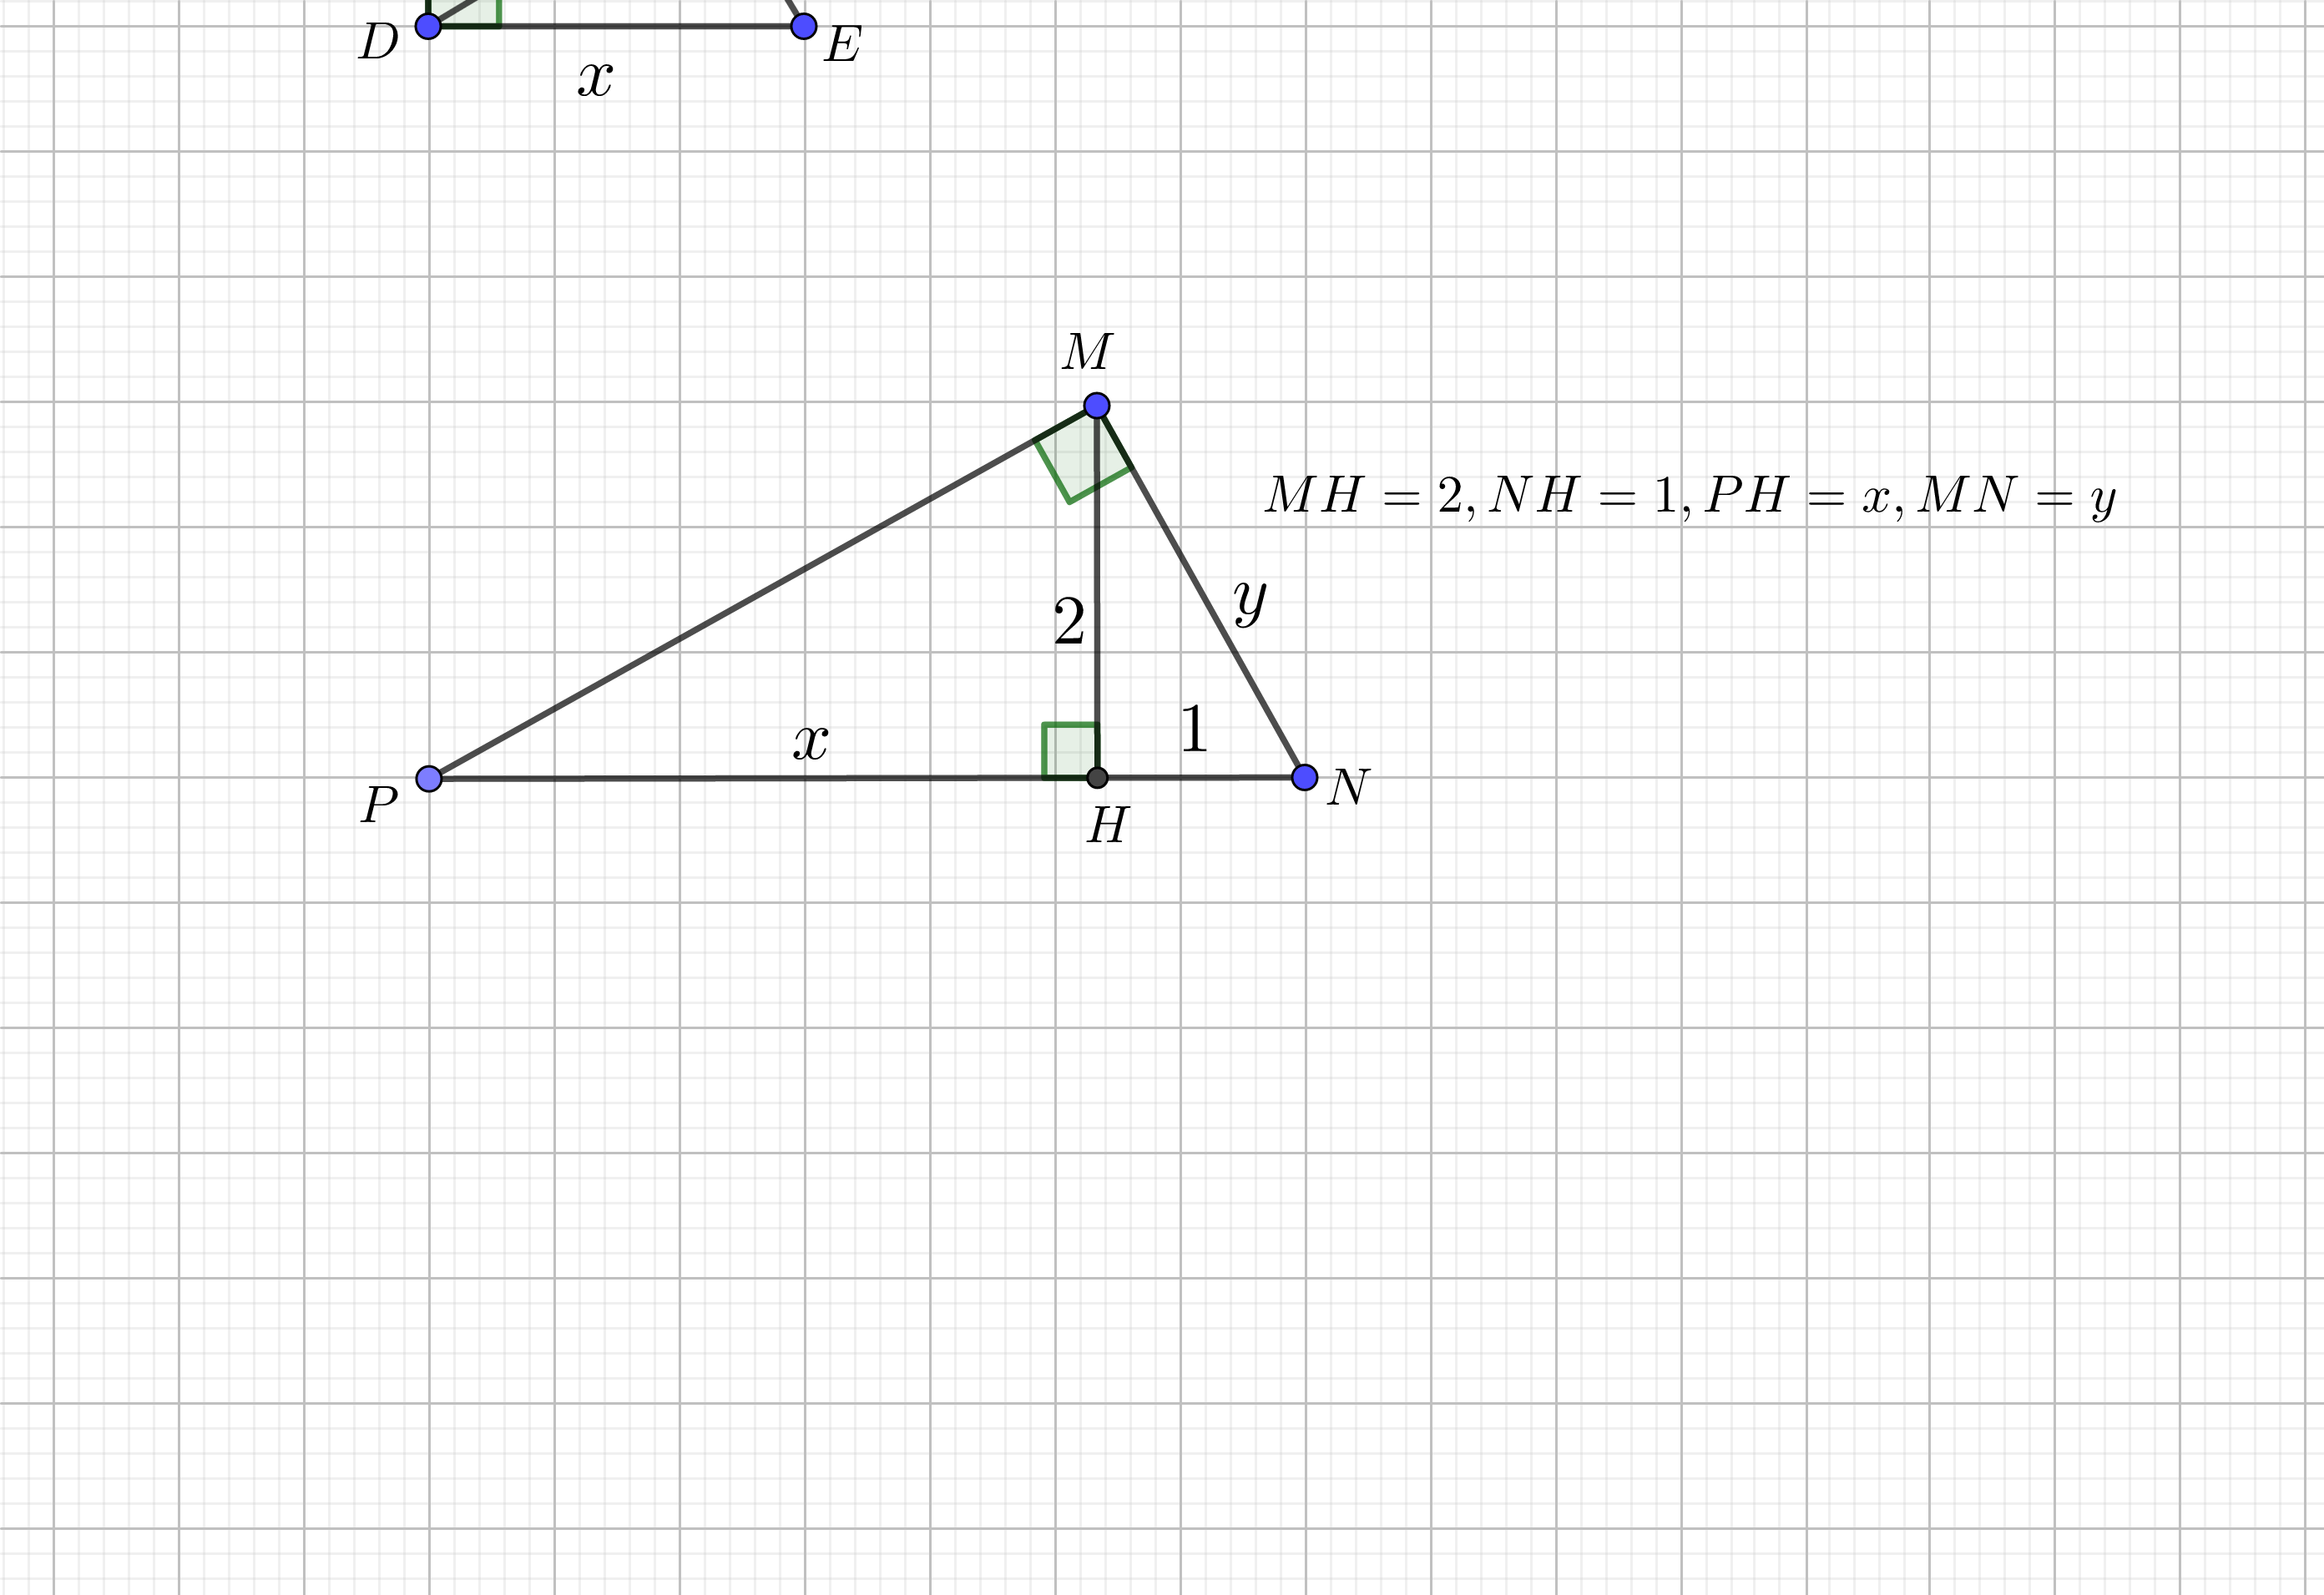 D
E
x
M
MH = 2, NH = 1, PH = x, MN = y
y
2
1
x
N
P
H